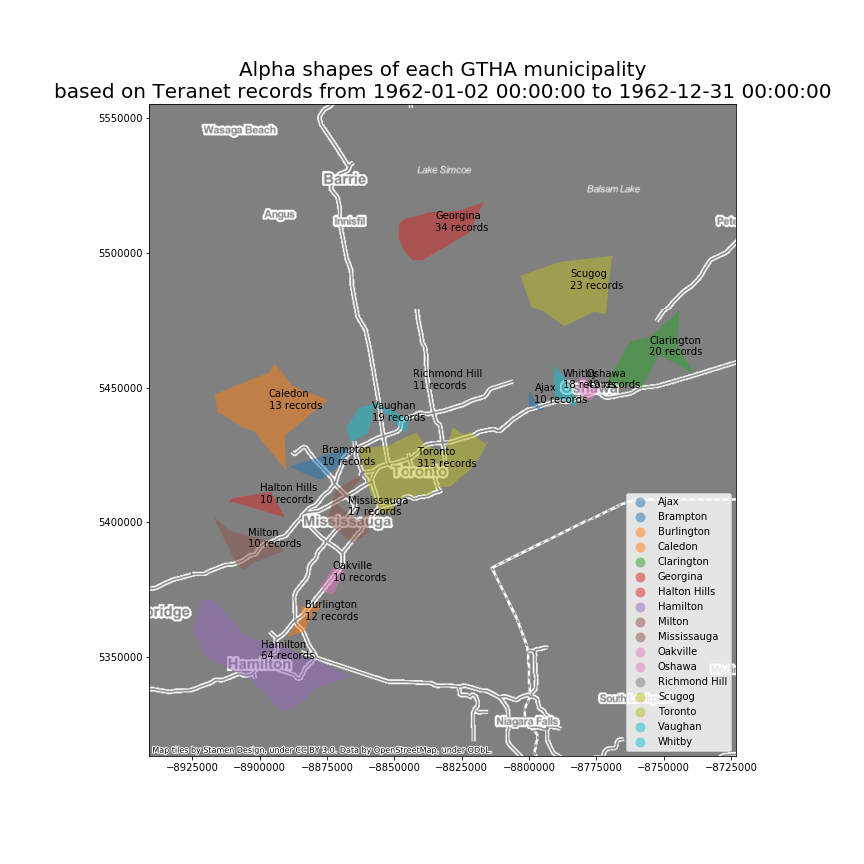 Alpha shapes of each GTHA municipality
based on Teranet records from 1962-01-02 00:00:00 to 1962-12-31 00:00:00
5550000
5500000
5450000
5400000
5350000
Wasaga Beach
Barrie
Lake Simcoe
Balsam Lake
Angus
Innisfil
Pete
Georgina
34 records
Scugog
23 records
Clarington
20 records
Richmond Hill
11 records
Whitby
18 records
Oshawa
records
Oshawa
Ajax
10 records
Caledon
13 records
Vaughan
19 records
Brampton
10 records
Toronto
313 records
Toronto
Halton Hills
10 records
Mississauga
17 records
Mississauga
Milton
10 records
Oakville
10 records
bridge
Burlington
12 records
Hamilton
64 records
Hamilton
Niagara Falls
South
Ajax
Brampton
Burlington
Caledon
Clarington
Georgina
Halton Hills
Hamilton
Milton
Mississauga
Oakville
Oshawa
Richmond Hill
Scugog
Toronto
Vaughan
Whitby
Map tiles by Stamen Design, under CC BY 3.0. Data by OpenStreetMap, under ODbL.
−8925000 −8900000 −8875000 −8850000 −8825000 −8800000 −8775000 −8750000 −8725000